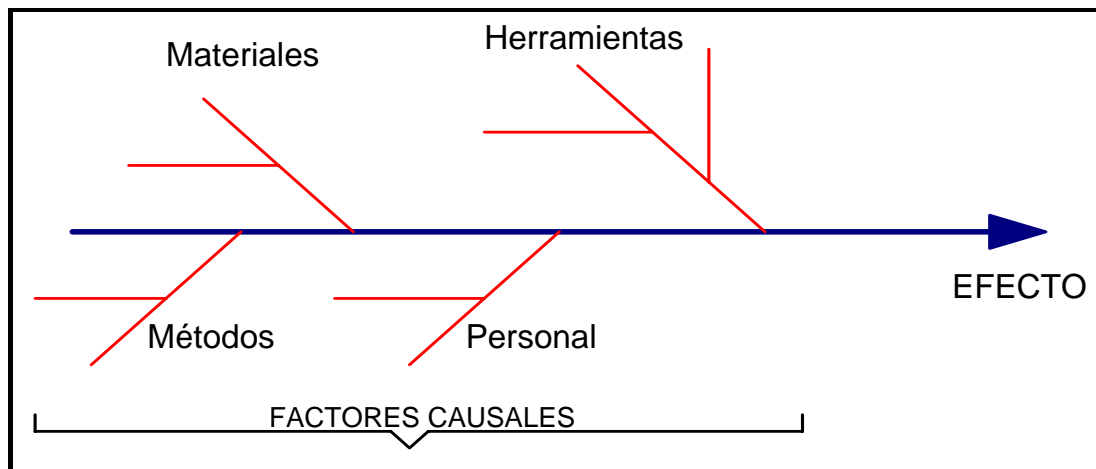 Materiales
Herramientas
EFECTO
Métodos
Personal
FACTORES CAUSALES